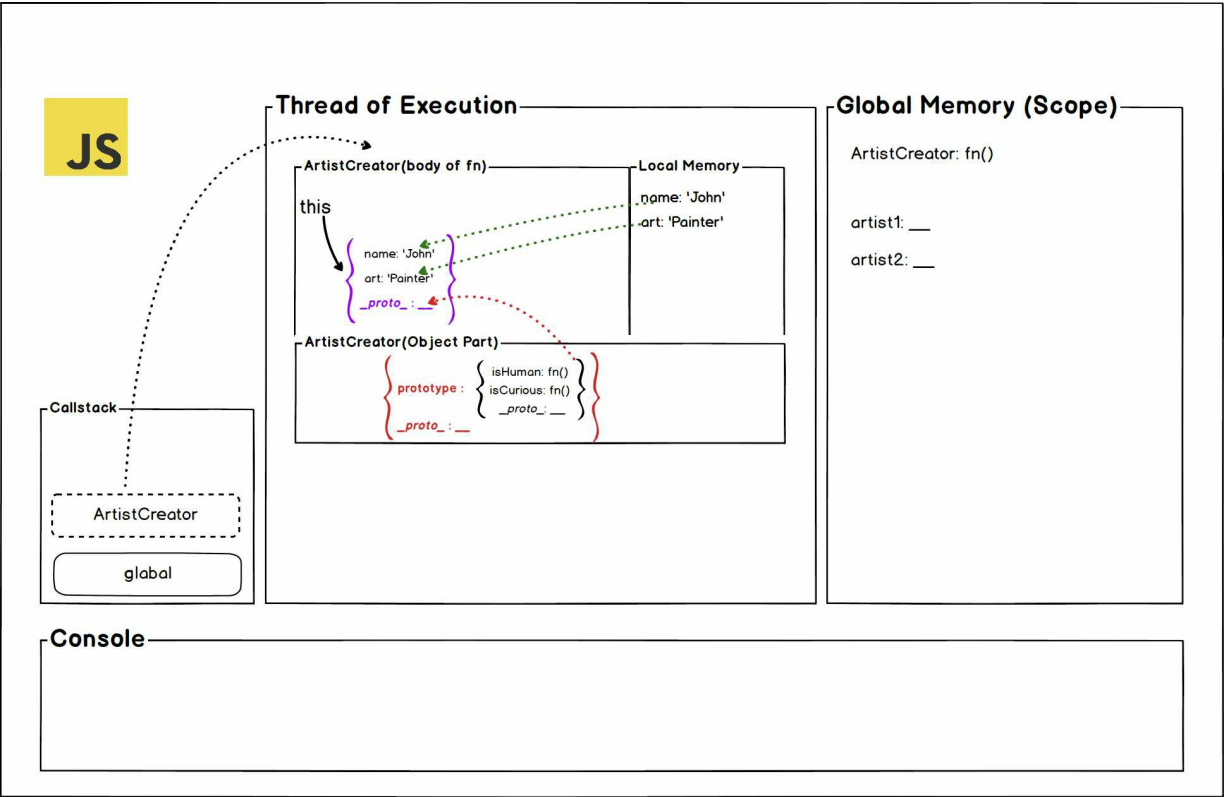 JS
Thread of Execution
Global Memory (Scope)
ArtistCreator(body of fn)
Local Memory
this
name: 'John'
art: 'Painter'
_proto_ : __
name: 'John'
art: 'Painter'
ArtistCreator: fn()
artist1: __
artist2: __
ArtistCreator(Object Part)
prototype :
isHuman: fn()
isCurious: fn()
_proto_: __
_proto_ : __
Callstack
ArtistCreator
glabal
Console